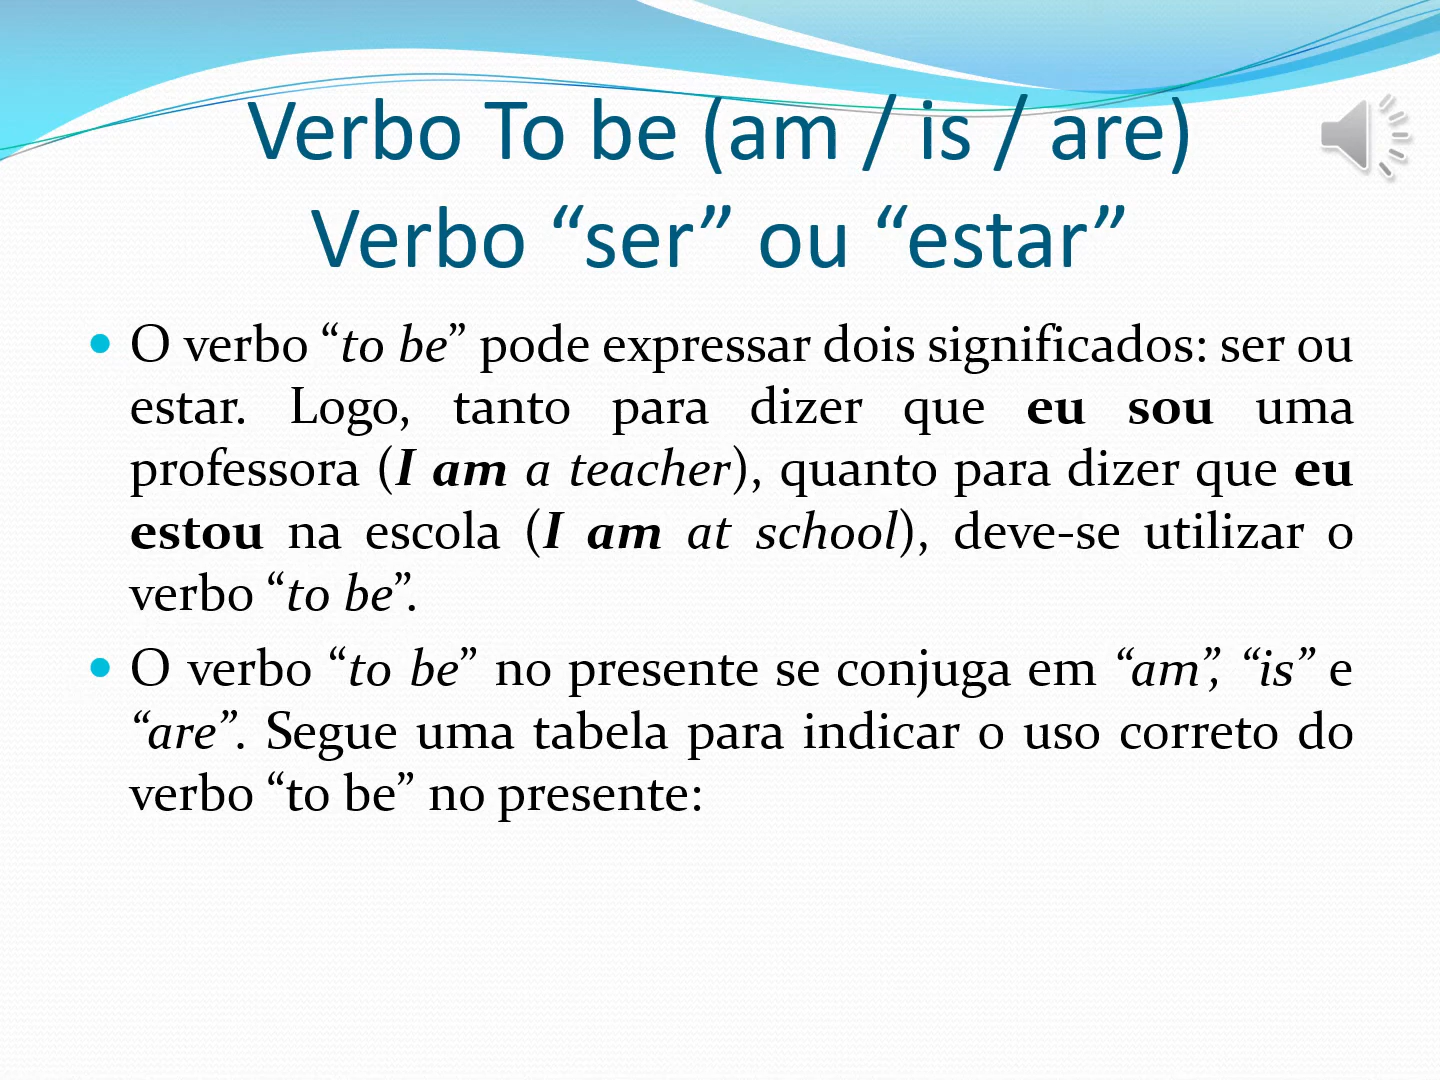 Verbo To be (am / is / are)
Verbo “ser” ou “estar”
• O verbo “to be” pode expressar dois significados: ser ou
estar. Logo, tanto para dizer que eu sou uma
professora (I am a teacher), quanto para dizer que eu
estou na escola (I am at school), deve-se utilizar o
verbo “to be”.
• O verbo “to be” no presente se conjuga em “am”, “is” e
“are”. Segue uma tabela para indicar o uso correto do
verbo “to be” no presente: